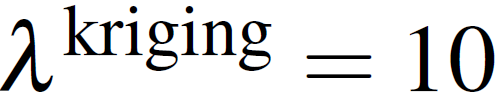 λ^kriging = 10